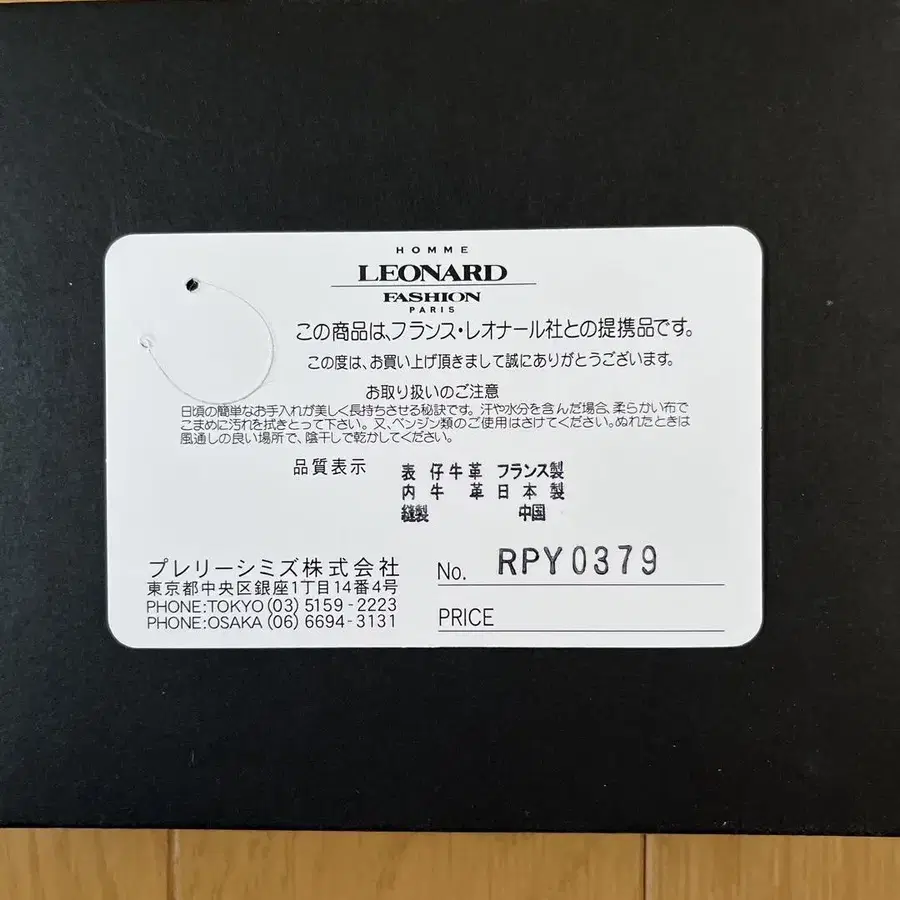 HOMME
LEONARD
FASHION
PARIS
この商品は、フランス・レオナール社との提携品です。
この度は、お買い上げ頂きまして誠にありがとうございます。
お取り扱いのご注意
日頃の簡単なお手入れが美しく長持ちさせる秘訣です。汗や水分を含んだ場合、柔らかい布で
こまめに汚れを拭きとって下さい。又、ベンジン類のご使用はさけてください。ぬれたときは
風通しの良い場所で、陰干しで乾かしてください。
品質表示 表 仔牛革 フランス製
内 牛 革 日本製
縫製 中国
プレリーシミズ株式会社
東京都中央区銀座1丁目14番4号
PHONE:TOKYO (03) 5159-2223
PHONE:OSAKA (06) 6694-3131
No. RPY0379
PRICE